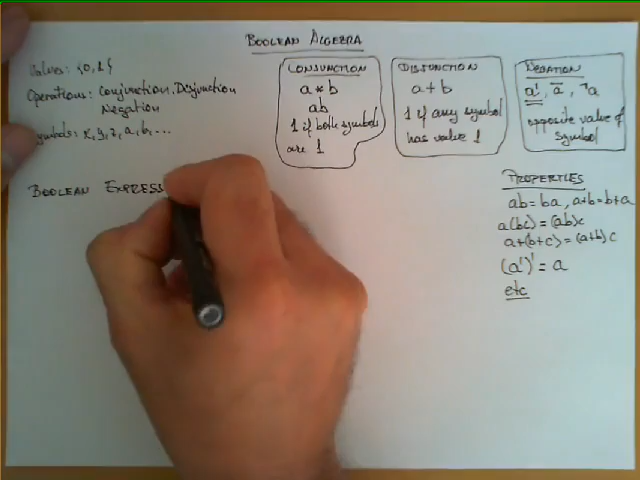 BOOLEAN ALGEBRA
Values: {0,1}
Operations: Conjunction, Disjunction
Negation
Symbols: x, y, z, a, b, ...
CONJUNCTION
a * b
ab
1 if both symbols
are 1
DISJUNCTION
a + b
1 if any symbol
has value 1
NEGATION
a', a̅, ¬a
opposite value of
symbol
PROPERTIES
ab = ba, a+b = b+a
a(bc) = (ab)c
a+(b+c) = (a+b) c
(a')' = a
etc
BOOLEAN EXPRESS